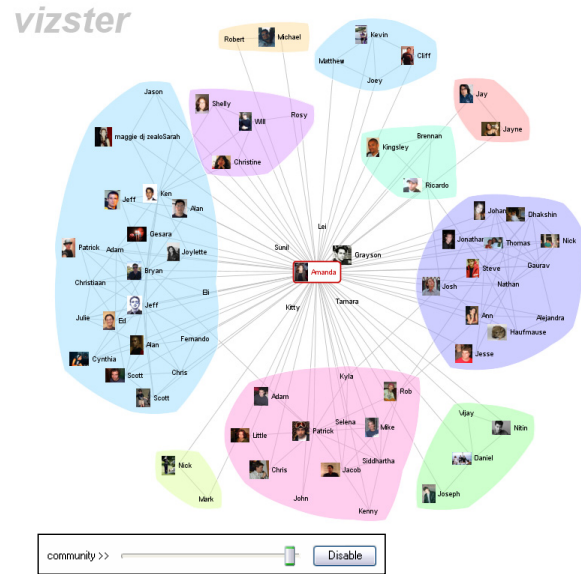 vizster
Robert
Michael
Kevin
Matthew
Cliff
Joey
Jason
Shelly
Rosy
Will
Christine
maggie dj zealoSarah
Jay
Jayne
Brennan
Kingsley
Ricardo
Jeff
Ken
Alan
Gesara
Patrick
Adam
Joylette
Bryan
Christiaan
Eli
Jeff
Julie
Ed
Fernando
Alan
Cynthia
Scott
Chris
Scott
Lei
Sunil
Grayson
Amanda
Kitty
Tamara
Johan
Dhakshin
Jonathan
Thomas
Nick
Steve
Gaurav
Josh
Nathan
Ann
Alejandra
Haufmause
Jesse
Kyla
Adam
Rob
Selena
Little
Patrick
Mike
Chris
Jacob
Siddhartha
John
Kenny
Vijay
Nitin
Daniel
Joseph
Nick
Mark
community >>
Disable